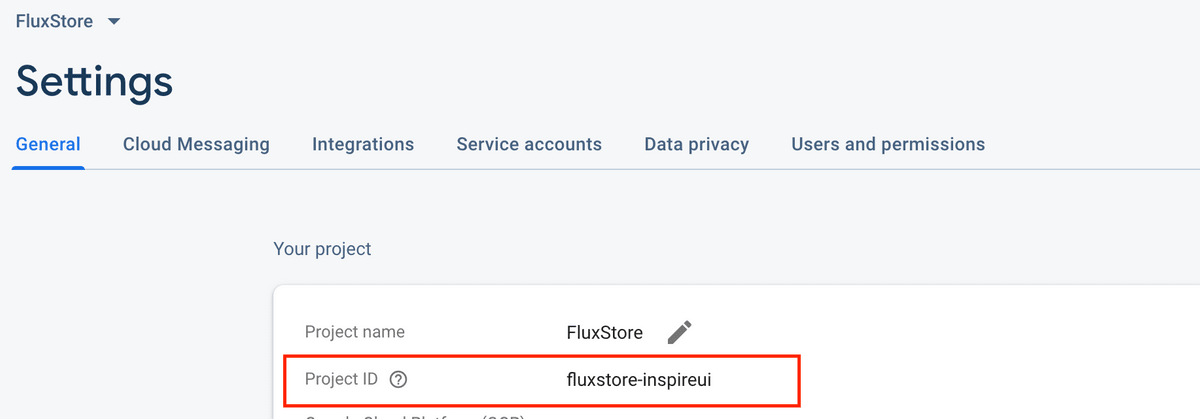 FluxStore
Settings
General Cloud Messaging Integrations Service accounts Data privacy Users and permissions
Your project
Project name FluxStore
Project ID fluxstore-inspireui